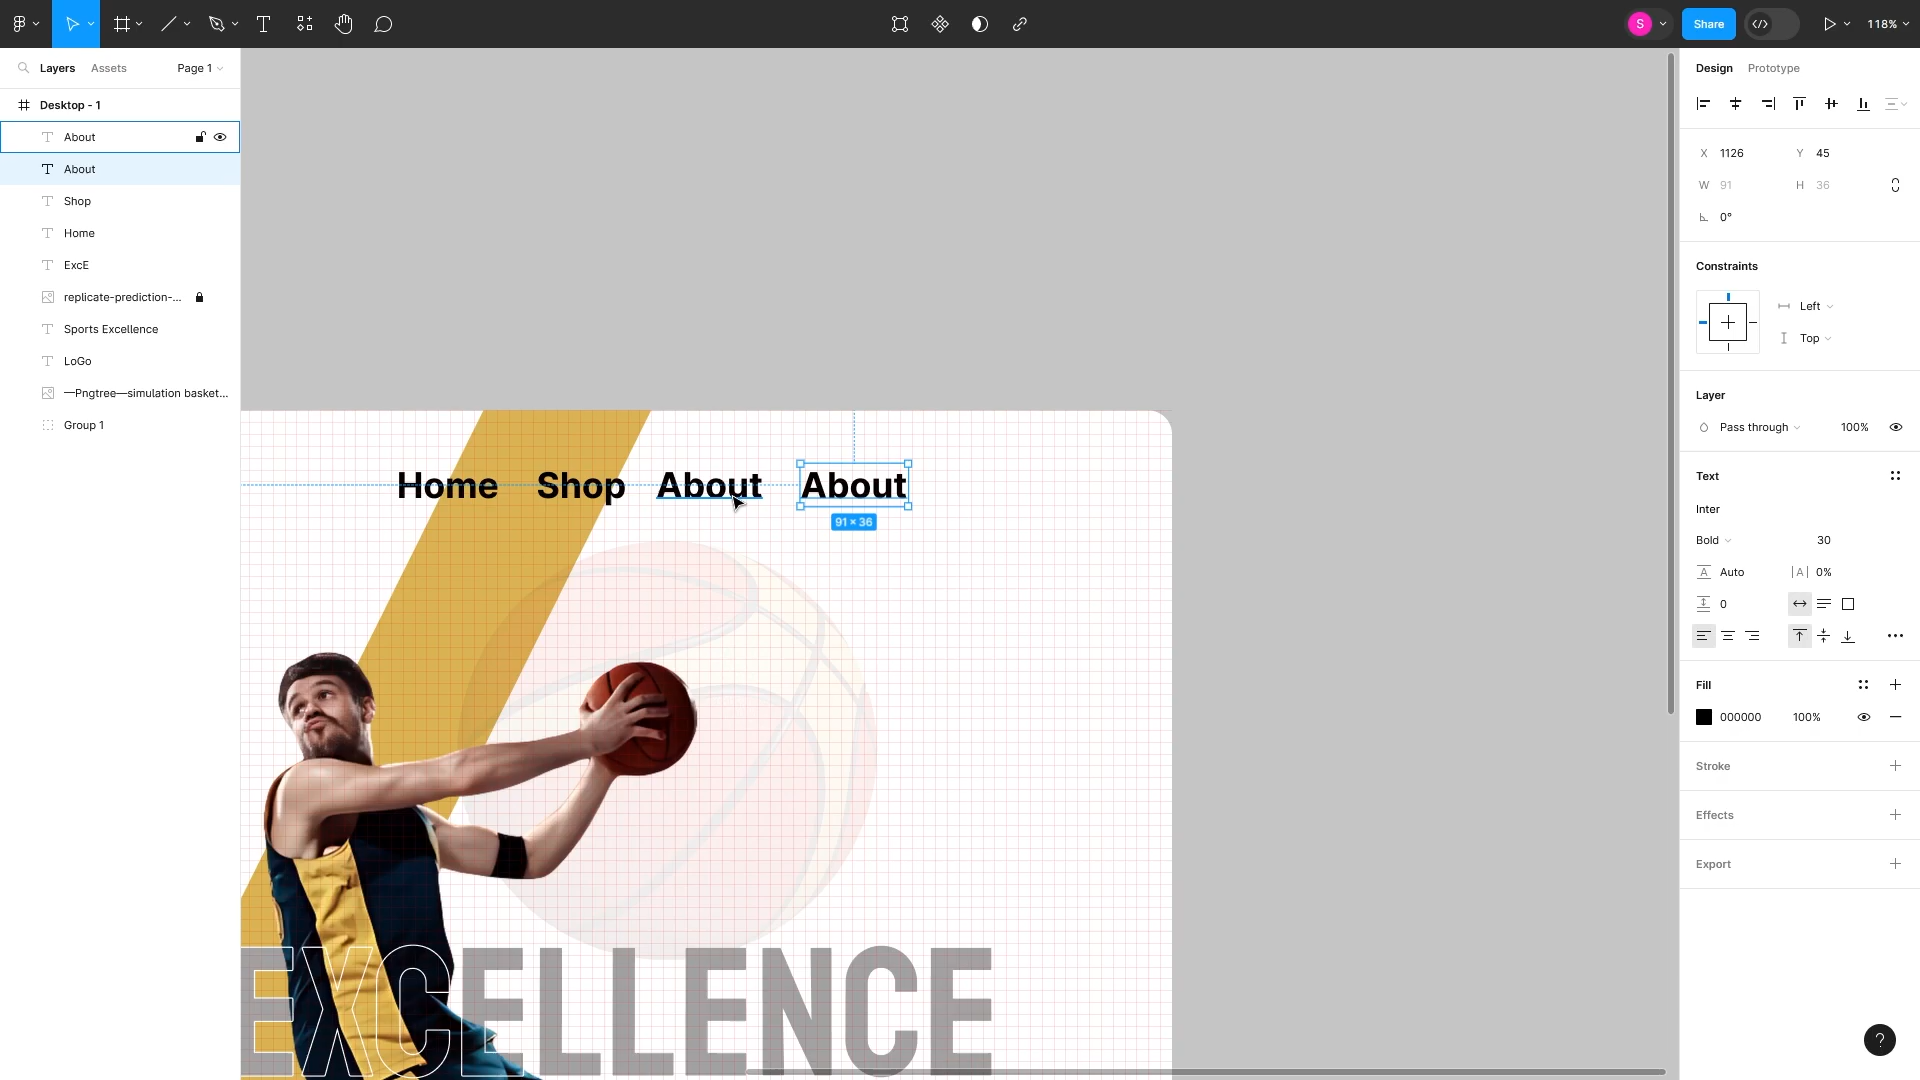 S
Share
118%
Layers
Assets
Page 1
Design
Prototype
Desktop - 1
About
About
Shop
Home
ExcE
replicate-prediction-...
Sports Excellence
LoGo
—Pngtree—simulation basket...
Group 1
X 1126
Y 45
W 91
H 36
0°
Constraints
Left
Top
Layer
Pass through
100%
Text
Inter
Bold
30
Auto
|A| 0%
0
Fill
000000
100%
Stroke
Effects
Export
?
Home
Shop
About
About
91 × 36
EXCELLENCE